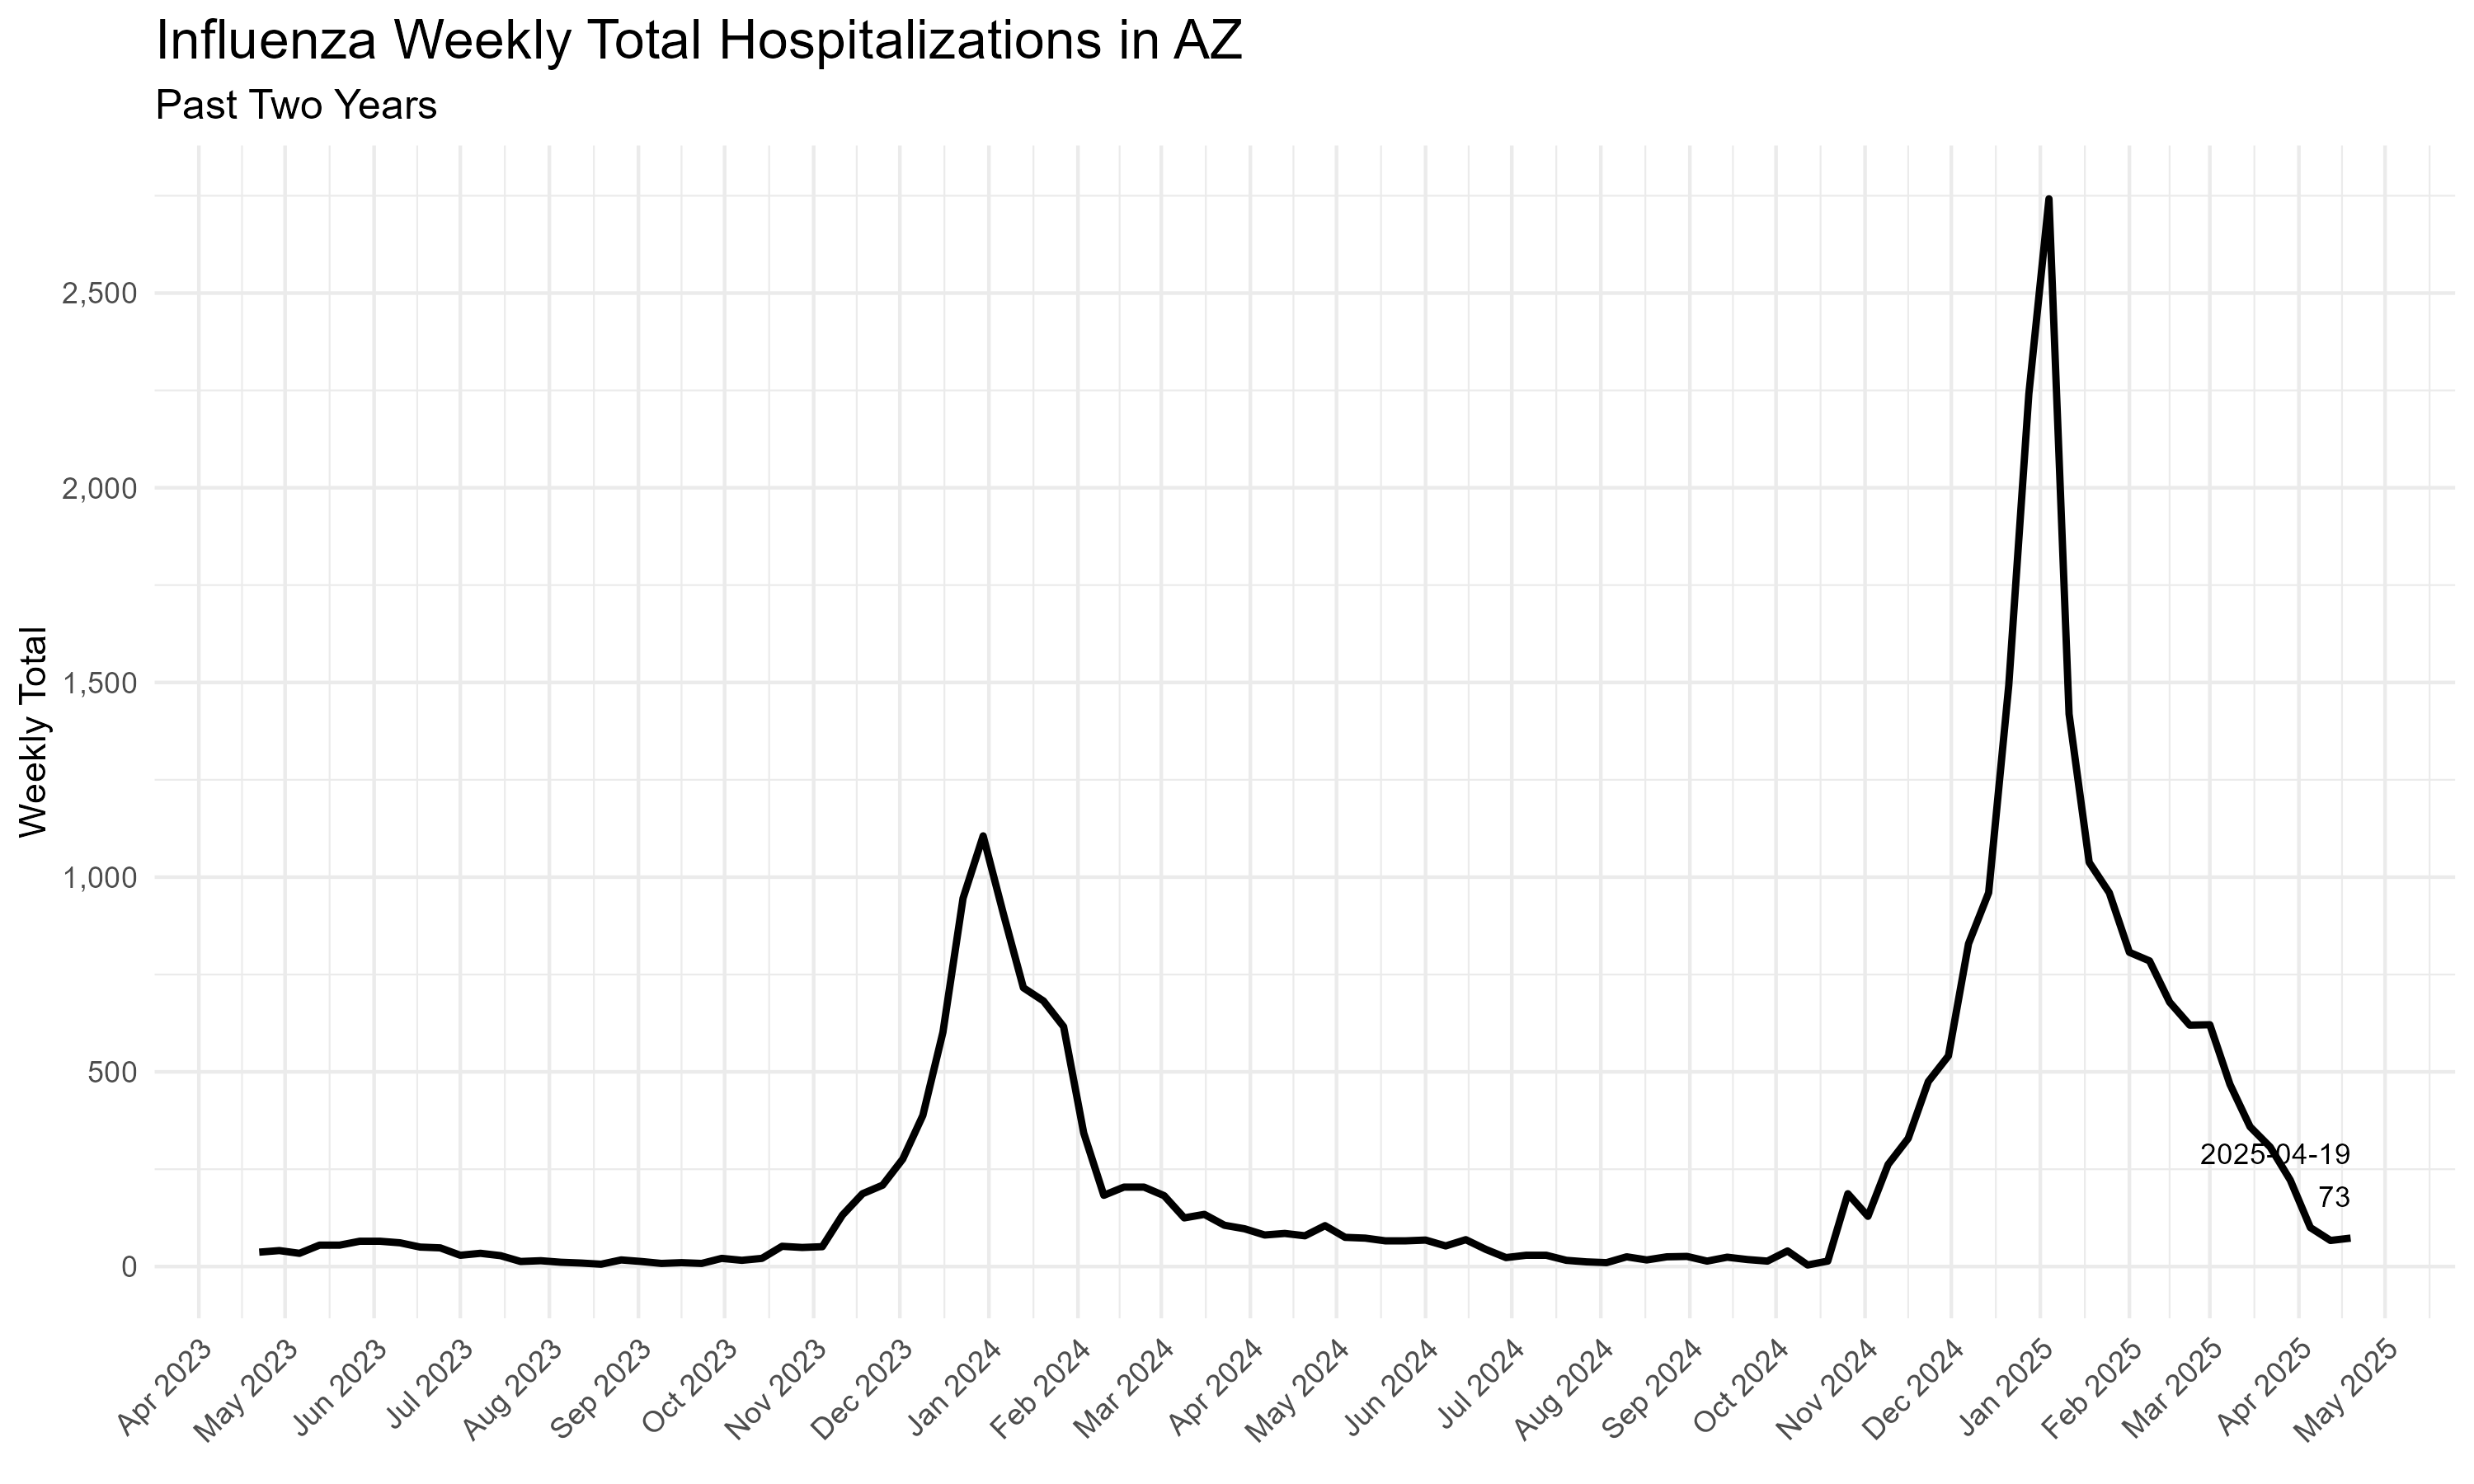 Influenza Weekly Total Hospitalizations in AZ
Past Two Years
Weekly Total
2,500
2,000
1,500
1,000
500
0
2025-04-19
73
Apr 2023
May 2023
Jun 2023
Jul 2023
Aug 2023
Sep 2023
Oct 2023
Nov 2023
Dec 2023
Jan 2024
Feb 2024
Mar 2024
Apr 2024
May 2024
Jun 2024
Jul 2024
Aug 2024
Sep 2024
Oct 2024
Nov 2024
Dec 2024
Jan 2025
Feb 2025
Mar 2025
Apr 2025
May 2025